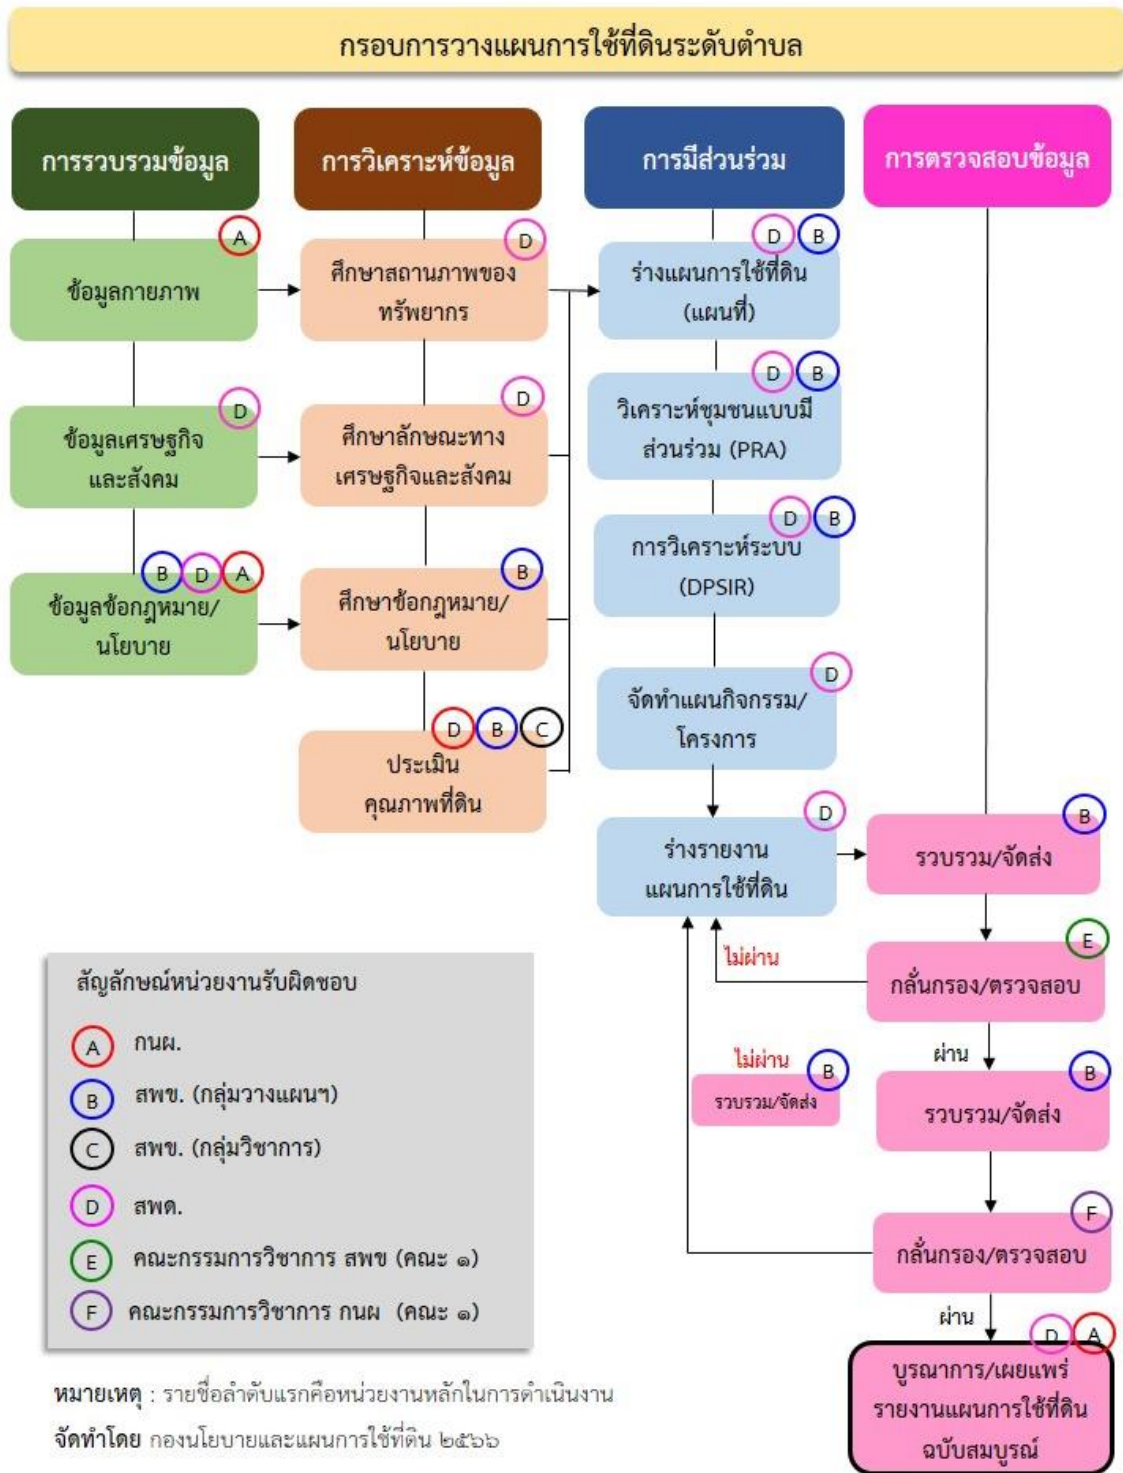 กรอบการวางแผนการใช้ที่ดินระดับตำบล
การรวบรวมข้อมูล
A
ข้อมูลกายภาพ
D
ข้อมูลเศรษฐกิจ
และสังคม
B D A
ข้อมูลข้อกฎหมาย/
นโยบาย
การวิเคราะห์ข้อมูล
D
ศึกษาสถานภาพของ
ทรัพยากร
D
ศึกษาลักษณะทาง
เศรษฐกิจและสังคม
B
ศึกษาข้อกฎหมาย/
นโยบาย
D B C
ประเมิน
คุณภาพที่ดิน
การมีส่วนร่วม
D B
ร่างแผนการใช้ที่ดิน
(แผนที่)
D B
วิเคราะห์ชุมชนแบบมี
ส่วนร่วม (PRA)
D B
การวิเคราะห์ระบบ
(DPSIR)
D
จัดทำแผนกิจกรรม/
โครงการ
D
ร่างรายงาน
แผนการใช้ที่ดิน
การตรวจสอบข้อมูล
B
รวบรวม/จัดส่ง
E
กลั่นกรอง/ตรวจสอบ
ไม่ผ่าน
ผ่าน
B
รวบรวม/จัดส่ง
ไม่ผ่าน
B
รวบรวม/จัดส่ง
F
กลั่นกรอง/ตรวจสอบ
ผ่าน
D A
บูรณาการ/เผยแพร่
รายงานแผนการใช้ที่ดิน
ฉบับสมบูรณ์
สัญลักษณ์หน่วยงานรับผิดชอบ
A กนผ.
B สพข. (กลุ่มวางแผนฯ)
C สพข. (กลุ่มวิชาการ)
D สพด.
E คณะกรรมการวิชาการ สพข (คณะ ๑)
F คณะกรรมการวิชาการ กนผ (คณะ ๑)
หมายเหตุ : รายชื่อลำดับแรกคือหน่วยงานหลักในการดำเนินงาน
จัดทำโดย กองนโยบายและแผนการใช้ที่ดิน ๒๕๖๖